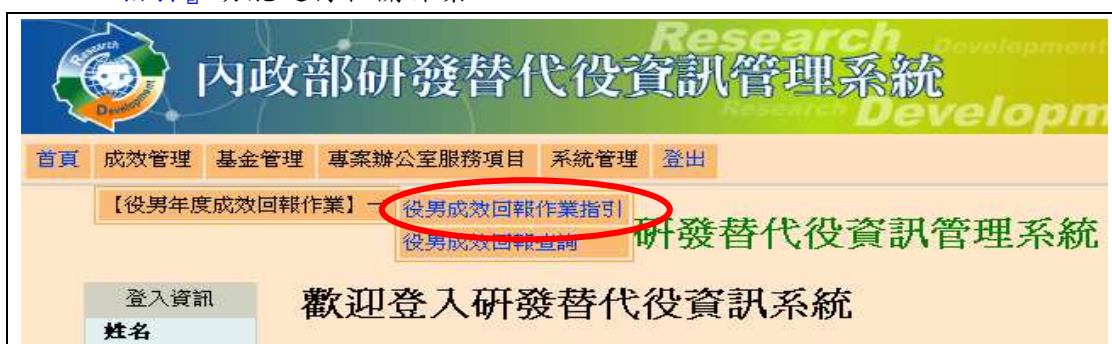 指引』
Research Development
Development
內政部研發替代役資訊管理系統
Research Developm
首頁 成效管理 基金管理 專案辦公室服務項目 系統管理 登出
【役男年度成效回報作業】 役男成效回報作業指引
役男成效回報查詢
研發替代役資訊管理系統
登入資訊 歡迎登入研發替代役資訊系統
姓名